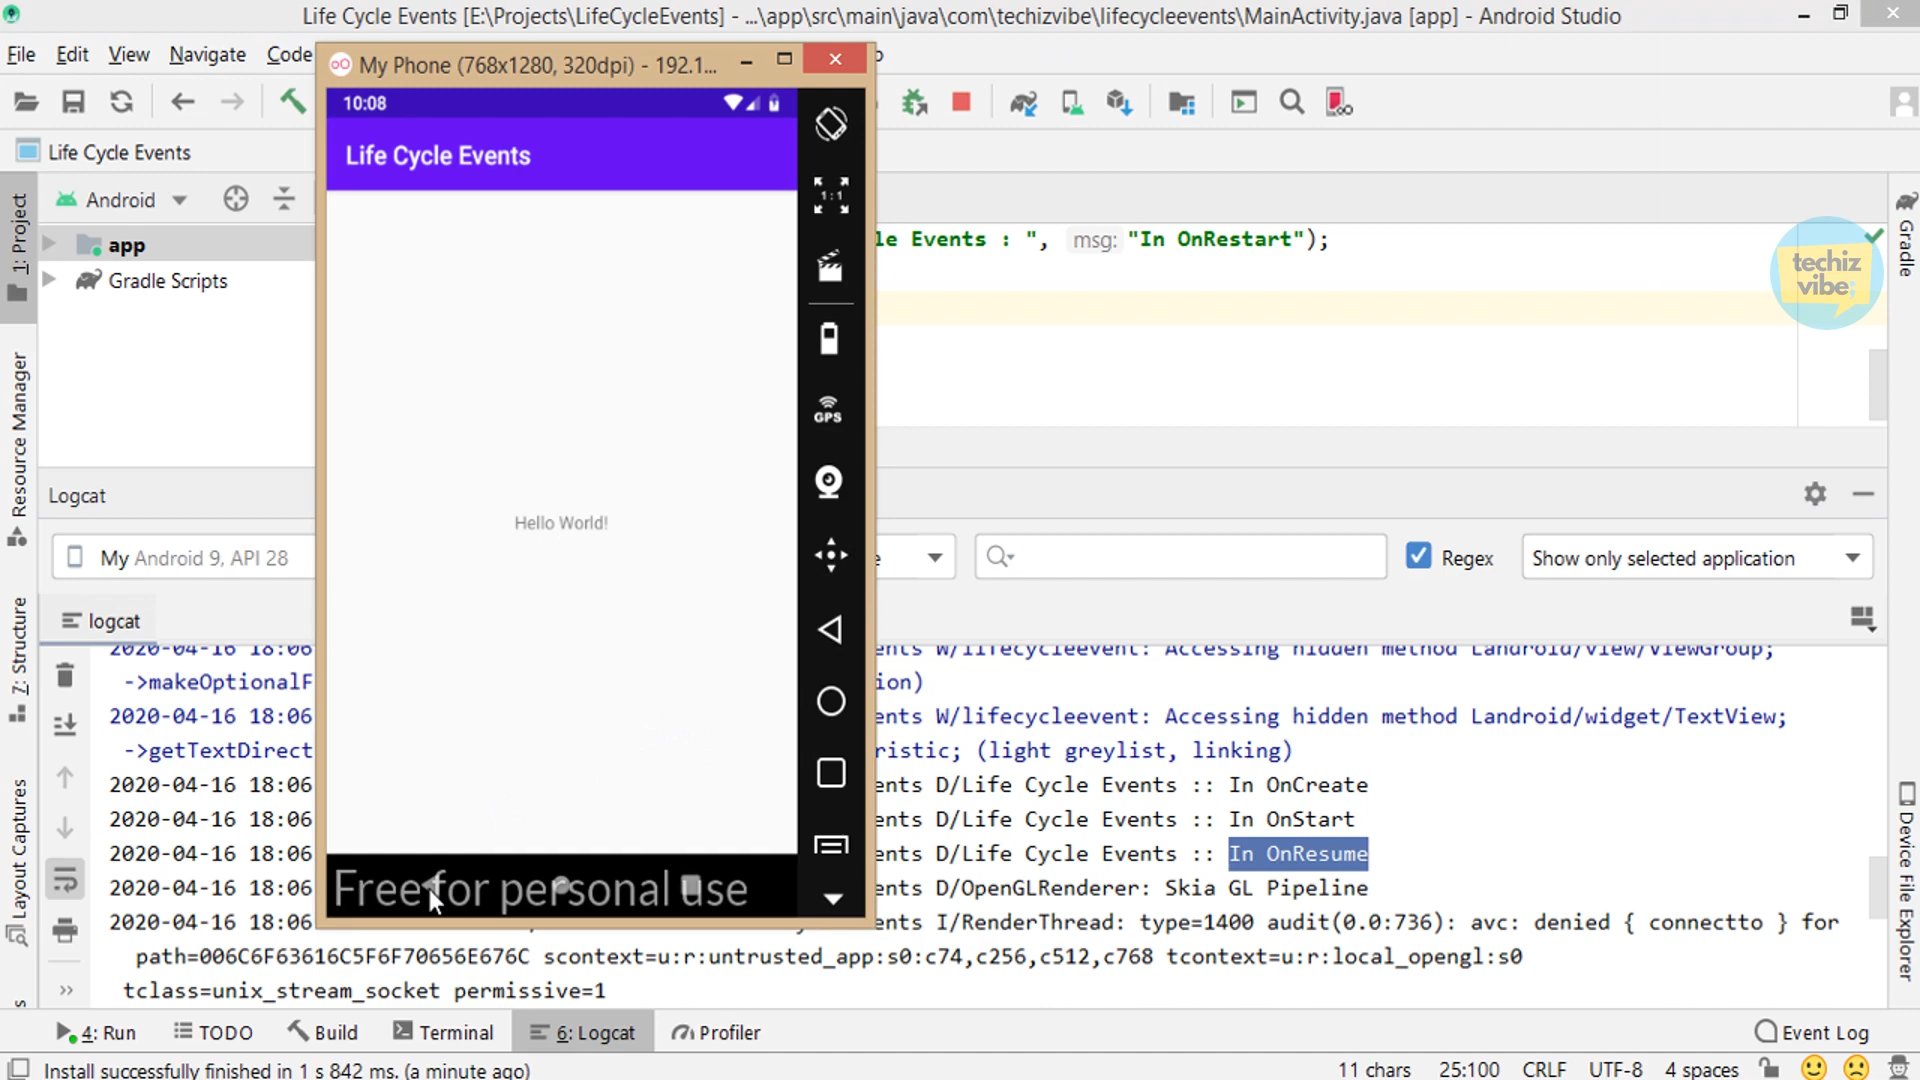 Life Cycle Events [E:\Projects\LifeCycleEvents] - ...\app\src\main\java\com\techizvibe\lifecycleevents\MainActivity.java [app] - Android Studio
File Edit View Navigate Code
My Phone (768x1280, 320dpi) - 192.1...
10:08
Life Cycle Events
Life Cycle Events
Android
1: Project
app
Gradle Scripts
le Events : ", msg: "In OnRestart");
techiz
vibe;
Gradle
1:1
GPS
Resource Manager
Hello World!
Logcat
My Android 9, API 28
e
Regex
Show only selected application
logcat
7: Structure
2020-04-16 18:06 ents W/lifecycleevent: Accessing hidden method Landroid/view/ViewGroup;
->makeOptionalF ion)
2020-04-16 18:06 ents W/lifecycleevent: Accessing hidden method Landroid/widget/TextView;
->getTextDirect ristic; (light greylist, linking)
2020-04-16 18:06 ents D/Life Cycle Events :: In OnCreate
2020-04-16 18:06 ents D/Life Cycle Events :: In OnStart
2020-04-16 18:06 ents D/Life Cycle Events :: In OnResume
2020-04-16 18:06 ents D/OpenGLRenderer: Skia GL Pipeline
2020-04-16 18:06 ents I/RenderThread: type=1400 audit(0.0:736): avc: denied { connectto } for
path=006C6F63616C5F6F70656E676C scontext=u:r:untrusted_app:s0:c74,c256,c512,c768 tcontext=u:r:local_opengl:s0
tclass=unix_stream_socket permissive=1
Free for personal use
Layout Captures
Device File Explorer
4: Run TODO Build Terminal 6: Logcat Profiler Event Log
Install successfully finished in 1 s 842 ms. (a minute ago) 11 chars 25:100 CRLF UTF-8 4 spaces